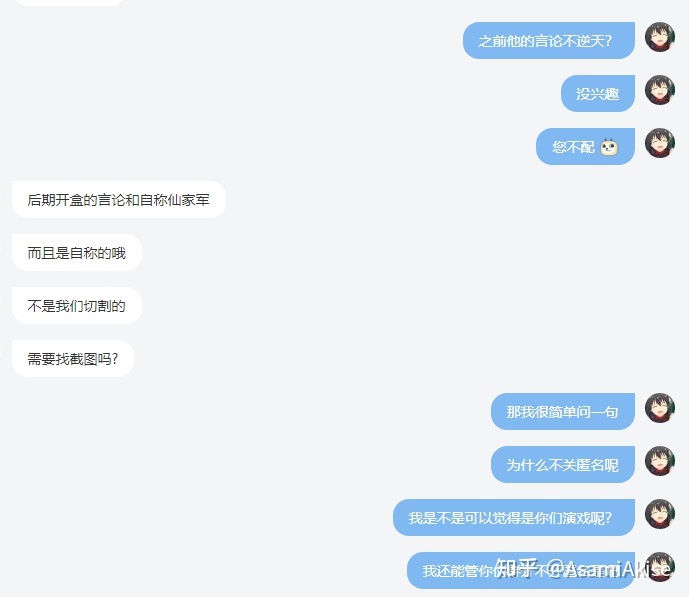 之前他的言论不逆天?
没兴趣
您不配
后期开盒的言论和自称仙家军
而且是自称的哦
不是我们切割的
需要找截图吗?
那我很简单问一句
为什么不关匿名呢
我是不是可以觉得是你们演戏呢?
我还能管你们
知乎 @AsamiAkise